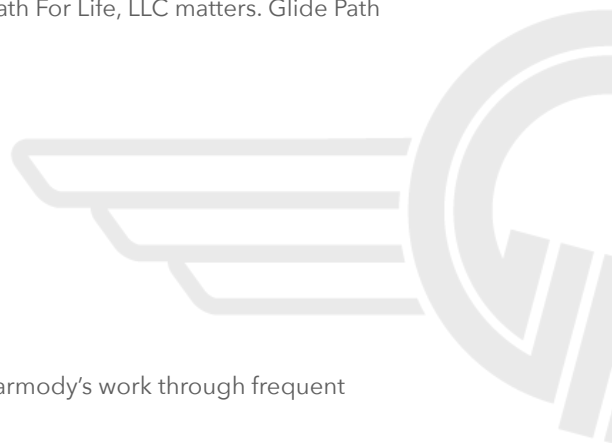 ath For Life, LLC matters. Glide Path
armody's work through frequent